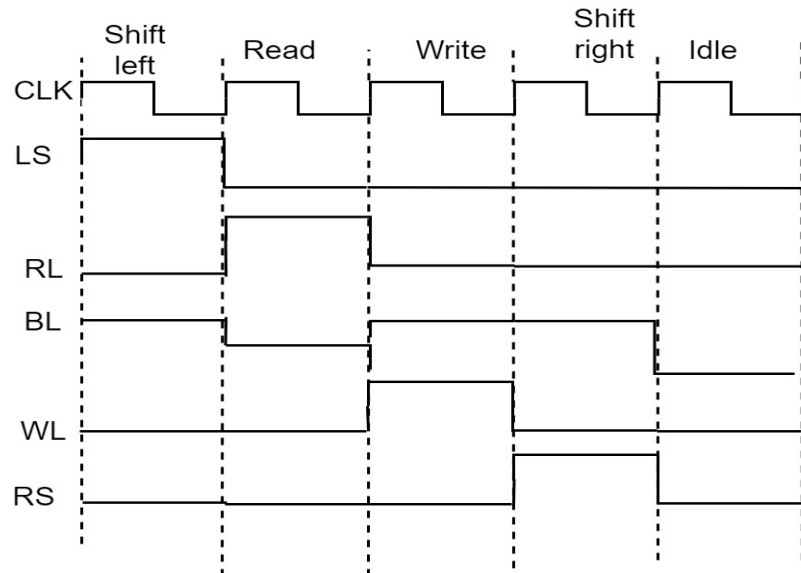 Shift
left
Read
Write
Shift
right
Idle
CLK
LS
RL
BL
WL
RS